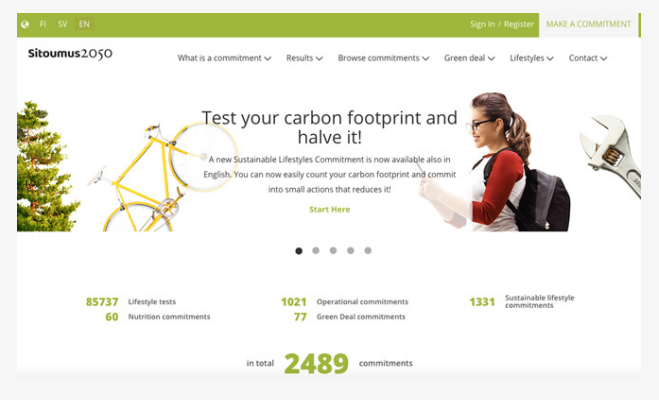 FI SV EN
Sign In / Register MAKE A COMMITMENT
Sitoumus2050
What is a commitment Results Browse commitments Green deal Lifestyles Contact
Test your carbon footprint and
halve it!
A new Sustainable Lifestyles Commitment is now available also in
English. You can now easily count your carbon footprint and commit
into small actions that reduces it!
Start Here
85737 Lifestyle tests
60 Nutrition commitments
1021 Operational commitments
77 Green Deal commitments
1331 Sustainable lifestyle
commitments
in total 2489 commitments